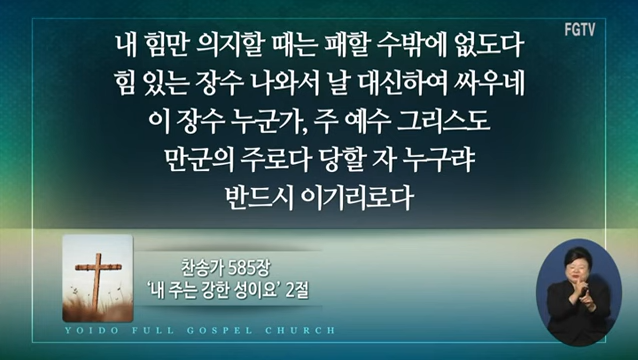 내 힘만 의지할 때는 패할 수밖에 없도다
FGTV
힘 있는 장수 나와서 날 대신하여 싸우네
이 장수 누군가, 주 예수 그리스도
만군의 주로다 당할 자 누구랴
반드시 이기리로다
찬송가 585장
‘내 주는 강한 성이요’ 2절
YOIDO FULL GOSPEL CHURCH